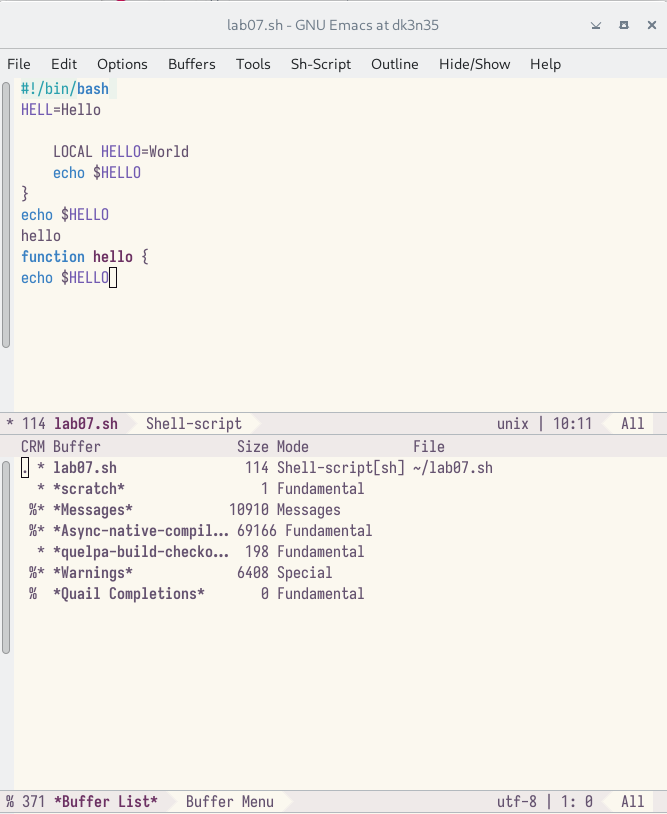 lab07.sh - GNU Emacs at dk3n35
File Edit Options Buffers Tools Sh-Script Outline Hide/Show Help
#!/bin/bash
HELL=Hello
LOCAL HELLO=World
echo $HELLO
}
echo $HELLO
hello
function hello {
echo $HELLO
* 114 lab07.sh Shell-script unix | 10:11 All
CRM Buffer Size Mode File
. * lab07.sh 114 Shell-script[sh] ~/lab07.sh
* *scratch* 1 Fundamental
%* *Messages* 10910 Messages
%* *Async-native-compil... 69166 Fundamental
* *quelpa-build-checko... 198 Fundamental
%* *Warnings* 6408 Special
% *Quail Completions* 0 Fundamental
% 371 *Buffer List* Buffer Menu utf-8 | 1: 0 All